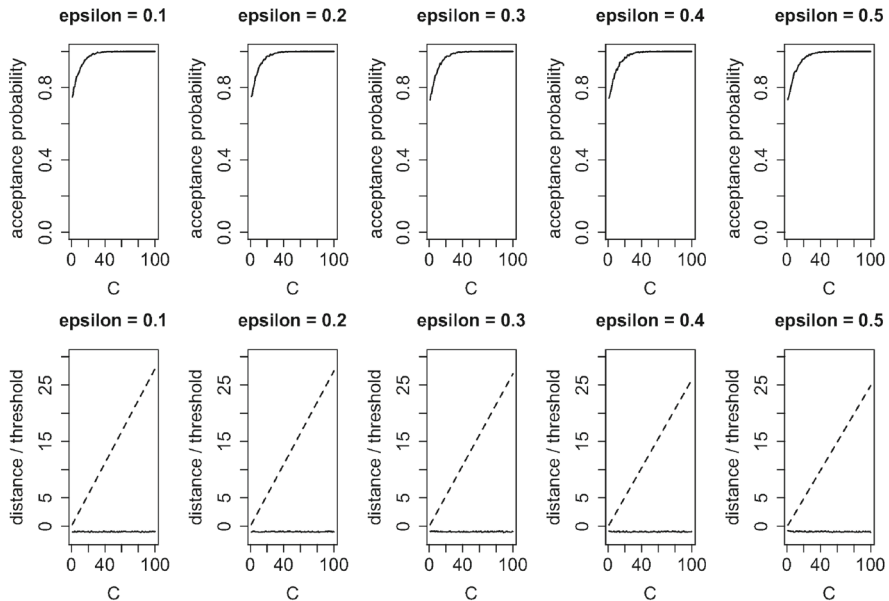 epsilon = 0.1 epsilon = 0.2 epsilon = 0.3 epsilon = 0.4 epsilon = 0.5
acceptance probability acceptance probability acceptance probability acceptance probability acceptance probability
0.8 0.8 0.8 0.8 0.8
0.4 0.4 0.4 0.4 0.4
0.0 0.0 0.0 0.0 0.0
0 40 100 0 40 100 0 40 100 0 40 100 0 40 100
C C C C C
epsilon = 0.1 epsilon = 0.2 epsilon = 0.3 epsilon = 0.4 epsilon = 0.5
distance / threshold distance / threshold distance / threshold distance / threshold distance / threshold
25 25 25 25 25
15 15 15 15 15
5 5 5 5 5
0 0 0 0 0
0 40 100 0 40 100 0 40 100 0 40 100 0 40 100
C C C C C